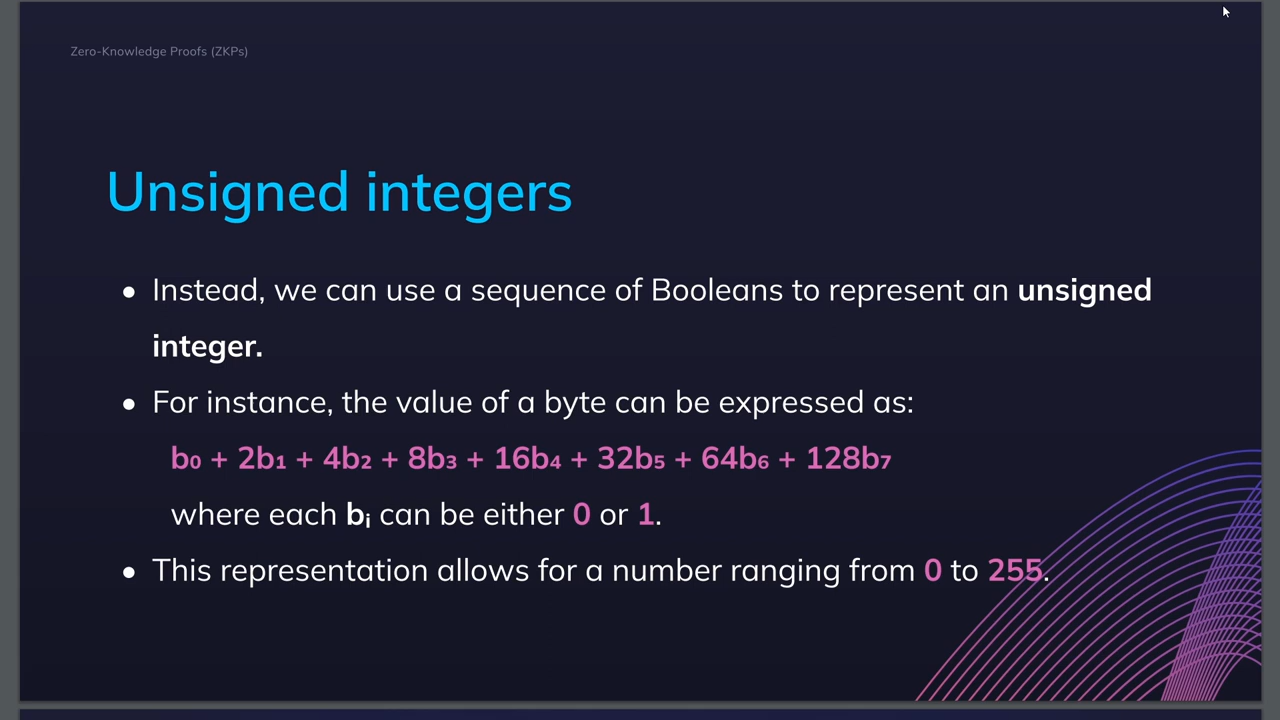 Zero-Knowledge Proofs (ZKPs)
Unsigned integers
• Instead, we can use a sequence of Booleans to represent an unsigned
integer.
• For instance, the value of a byte can be expressed as:
b₀ + 2b₁ + 4b₂ + 8b₃ + 16b₄ + 32b₅ + 64b₆ + 128b₇
where each bᵢ can be either 0 or 1.
• This representation allows for a number ranging from 0 to 255.